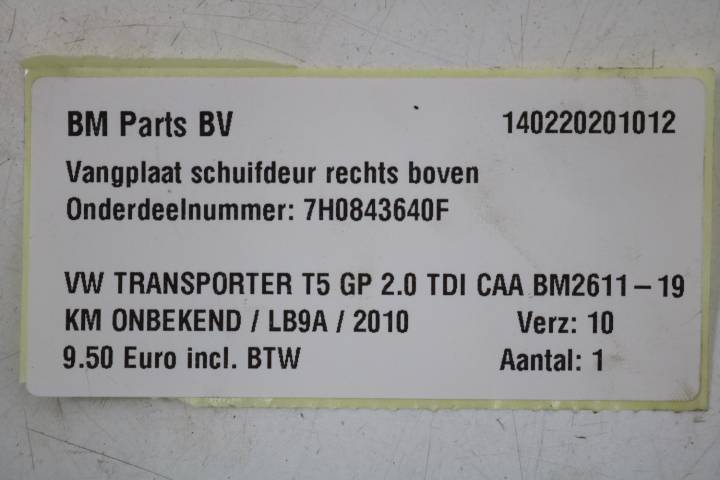 BM Parts BV 140220201012
Vangplaat schuifdeur rechts boven
Onderdeelnummer: 7H0843640F
VW TRANSPORTER T5 GP 2.0 TDI CAA BM2611-19
KM ONBEKEND / LB9A / 2010 Verz: 10
9.50 Euro incl. BTW Aantal: 1